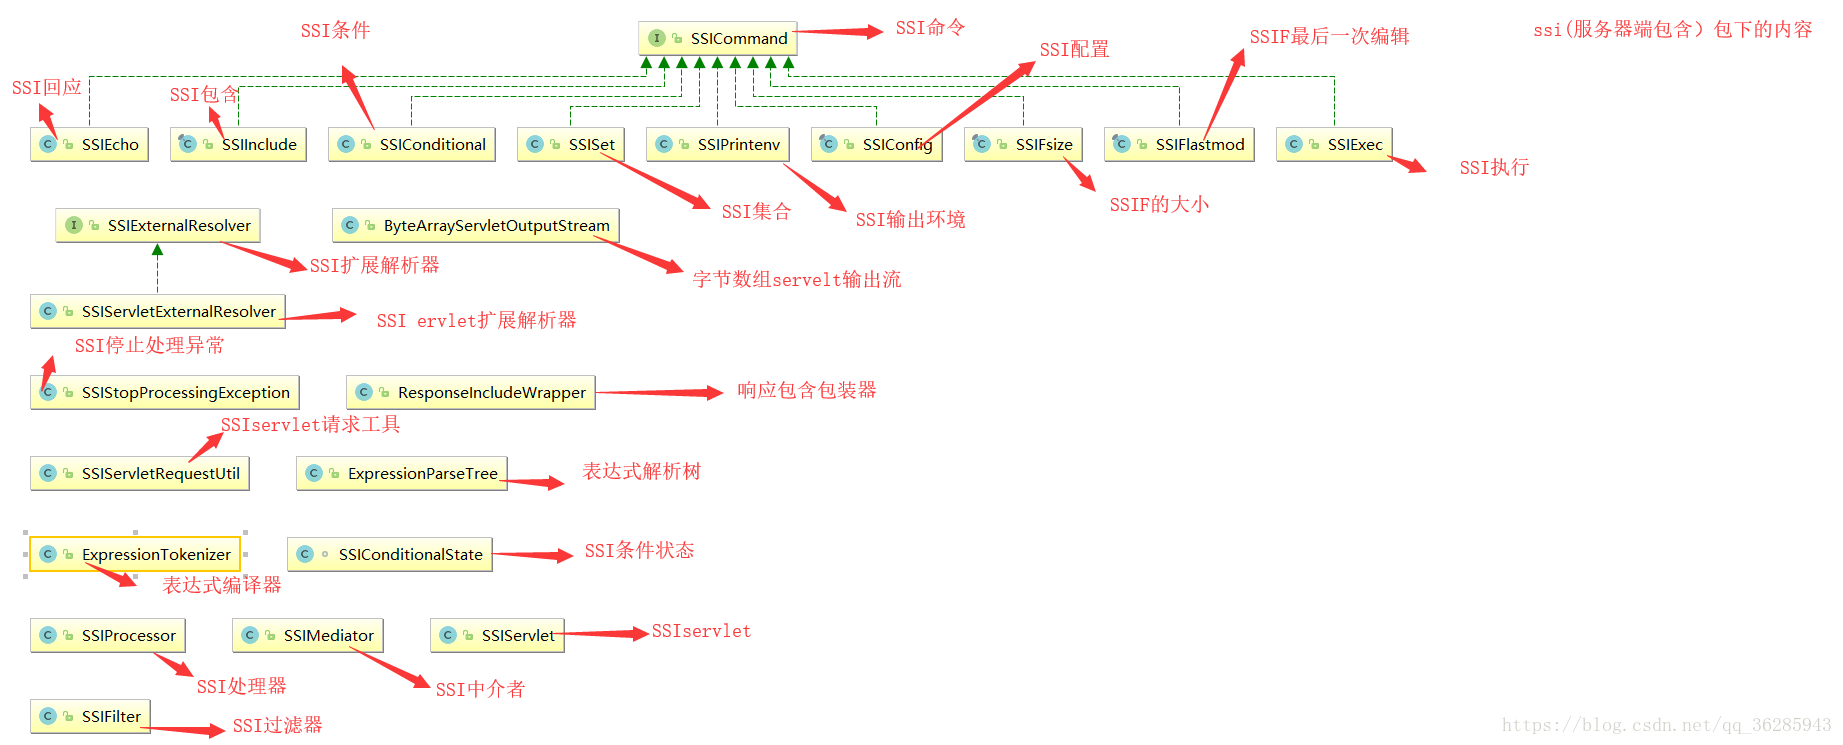 SSI条件
SSICommand
SSI命令
ssi(服务器端包含）包下的内容
SSIF最后一次编辑
SSI配置
SSI回应
SSI包含
SSIEcho
SSIInclude
SSIConditional
SSISet
SSIPrintenv
SSIConfig
SSIFsize
SSIFlastmod
SSIExec
SSI执行
SSI集合
SSI输出环境
SSIF的大小
SSIExternalResolver
ByteArrayServletOutputStream
SSI扩展解析器
字节数组servelt输出流
SSIServletExternalResolver
SSI ervlet扩展解析器
SSI停止处理异常
SSIStopProcessingException
ResponseIncludeWrapper
响应包含包装器
SSIservlet请求工具
SSIServletRequestUtil
ExpressionParseTree
表达式解析树
ExpressionTokenizer
SSIConditionalState
SSI条件状态
表达式编译器
SSIProcessor
SSIMediator
SSIServlet
SSIservlet
SSI处理器
SSI中介者
SSIFilter
SSI过滤器
https://blog.csdn.net/qq_36285943